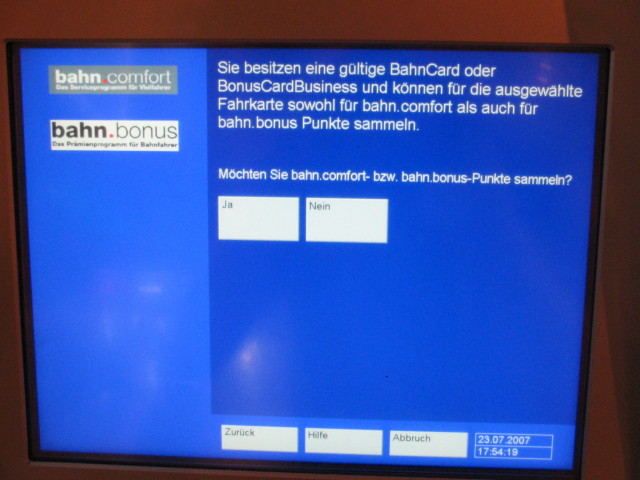 bahn.comfort
Das Serviceprogramm für Vielfahrer
bahn.bonus
Das Prämienprogramm für Bahnfahrer
Sie besitzen eine gültige BahnCard oder
BonusCardBusiness und können für die ausgewählte
Fahrkarte sowohl für bahn.comfort als auch für
bahn.bonus Punkte sammeln.
Möchten Sie bahn.comfort- bzw. bahn.bonus-Punkte sammeln?
Ja
Nein
Zurück
Hilfe
Abbruch
23.07.2007
17:54:19